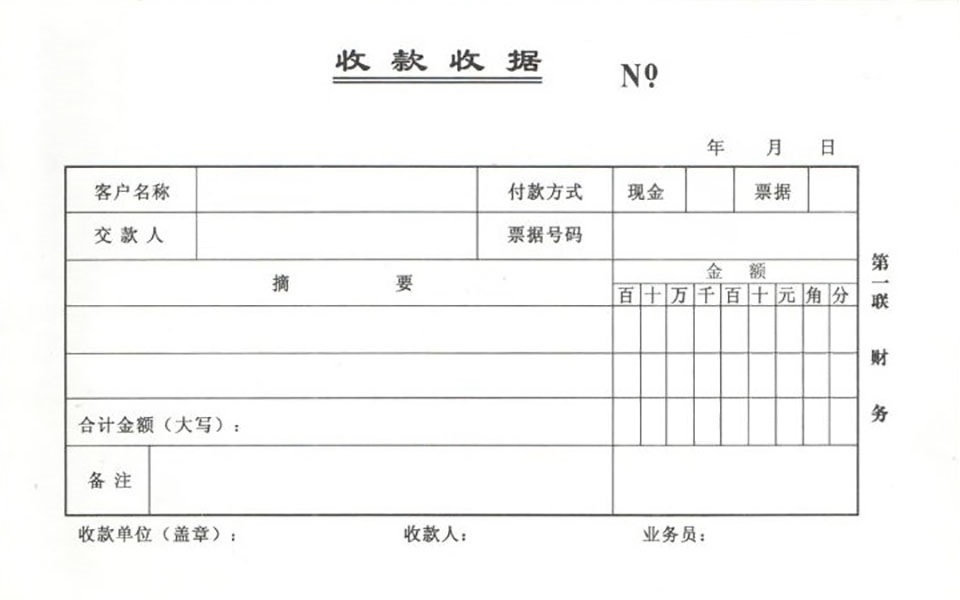 收款收据
Nº
年 月 日
客户名称 付款方式 现金 票据
交款人 票据号码
摘要 金额
百 十 万 千 百 十 元 角 分
合计金额（大写）：
备注
收款单位（盖章）： 收款人： 业务员：
第一联 财务